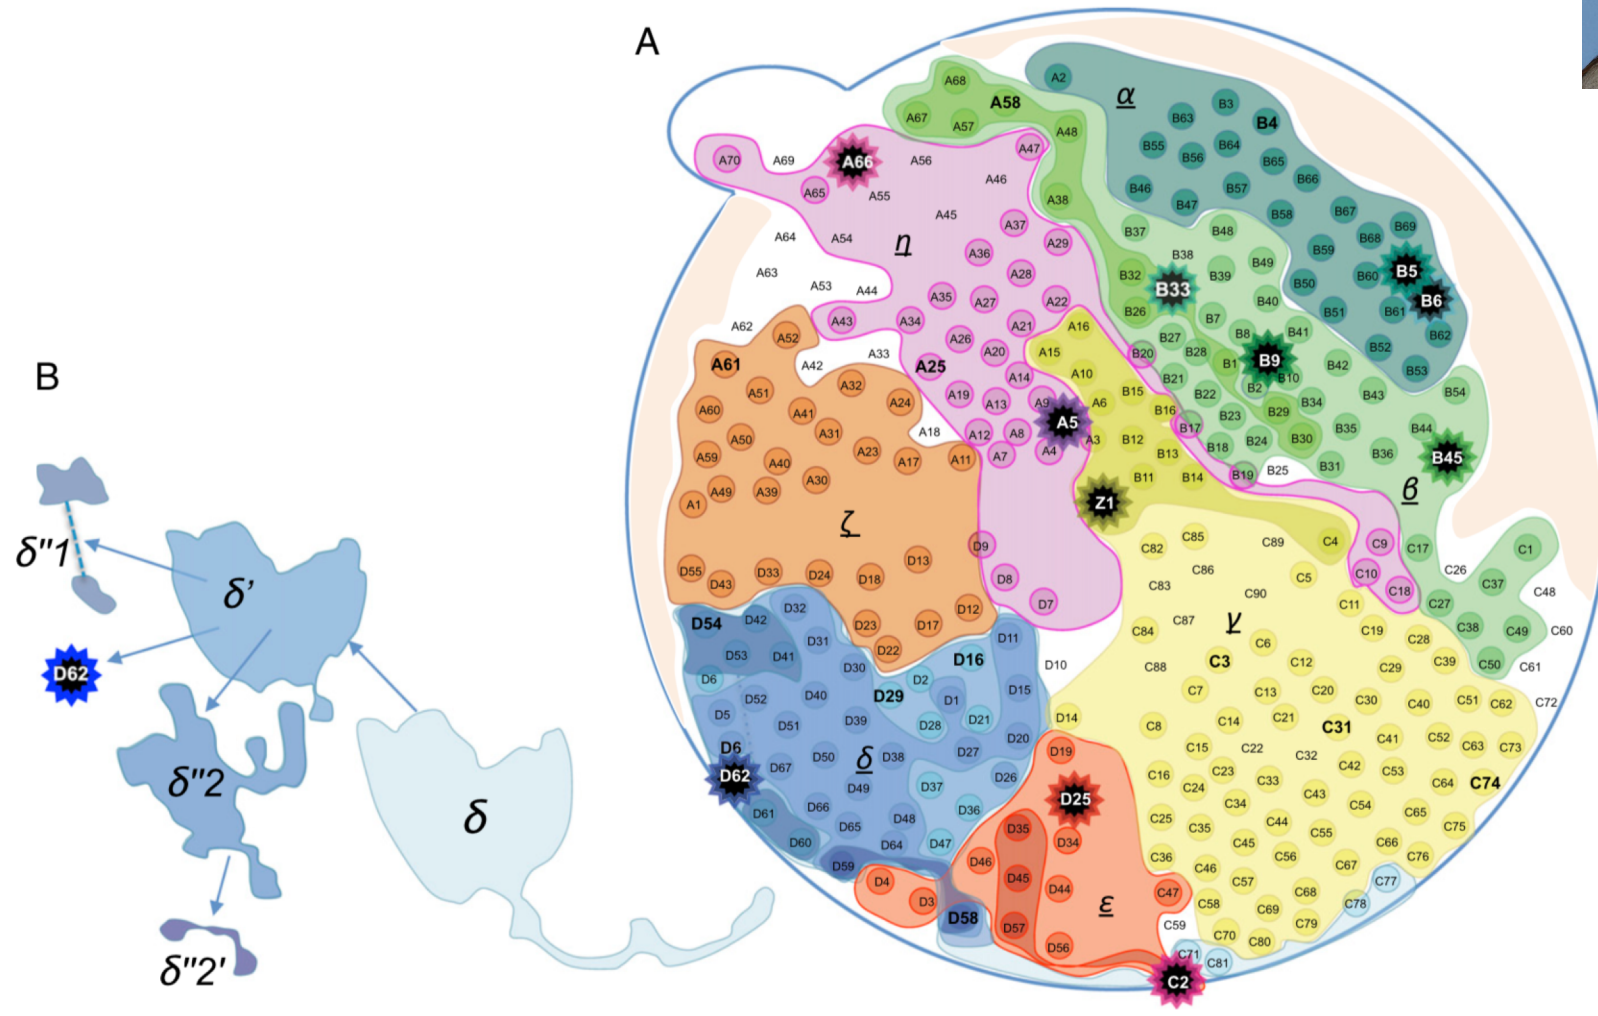 A
B
A68
A67
A57
A58
A48
A38
A2
α
B3
B63
B4
B55
B56
B64
B65
B66
B46
B47
B57
B58
B67
B68
B69
B59
B60
B5
B6
B50
B51
B61
B62
B52
B53
A70
A69
A66
A65
A56
A47
A46
A55
A45
A64
A54
η
A37
A36
A29
A63
A53
A44
A28
A35
A27
A22
A43
A34
A21
A26
A20
A33
A25
A14
A19
A13
A9
A5
A12
A8
A7
A4
A18
B37
B48
B38
B39
B49
B32
B33
B40
B26
B7
B8
B41
B27
B28
B20
B1
B9
B42
B2
B10
B21
B22
B34
B43
B54
B23
B29
B17
B35
B44
B18
B24
B30
B36
B45
B19
B25
B31
β
A16
A15
A10
B15
A6
B16
A3
B12
B13
B11
B14
Z1
A62
A52
A61
A42
A32
A51
A60
A41
A24
A31
A50
A59
A40
A23
A17
A11
A49
A39
A30
A1
ζ
D55
D43
D33
D24
D18
D13
D12
D23
D17
D22
D9
D8
D7
C82
C85
C89
C4
C9
C17
C1
C83
C86
C5
C10
C26
C18
C37
C48
C90
C11
C27
C84
C87
γ
C19
C38
C49
C60
C6
C28
C50
C61
C88
C3
C12
C29
C39
C7
C13
C20
C30
C40
C51
C62
C72
C8
C14
C21
C31
C41
C52
C63
C73
C15
C22
C32
C16
C23
C33
C42
C53
C64
C74
C24
C34
C43
C54
C65
C75
C25
C35
C44
C55
C66
C76
C36
C45
C56
C67
C77
C46
C57
C68
C78
C47
C58
C69
C79
C59
C70
C80
C71
C81
C2
D54
D42
D32
D31
D53
D41
D30
D16
D11
D10
D6
D2
D29
D1
D15
D52
D40
D5
D51
D39
D28
D21
D14
D20
D6
D50
δ
D38
D27
D19
D62
D67
D49
D37
D26
D25
D61
D66
D65
D48
D36
D35
D34
D60
D64
D47
D59
D46
D4
D3
D45
D44
ε
D58
D57
D56
δ"1
δ'
D62
δ"2
δ
δ"2'